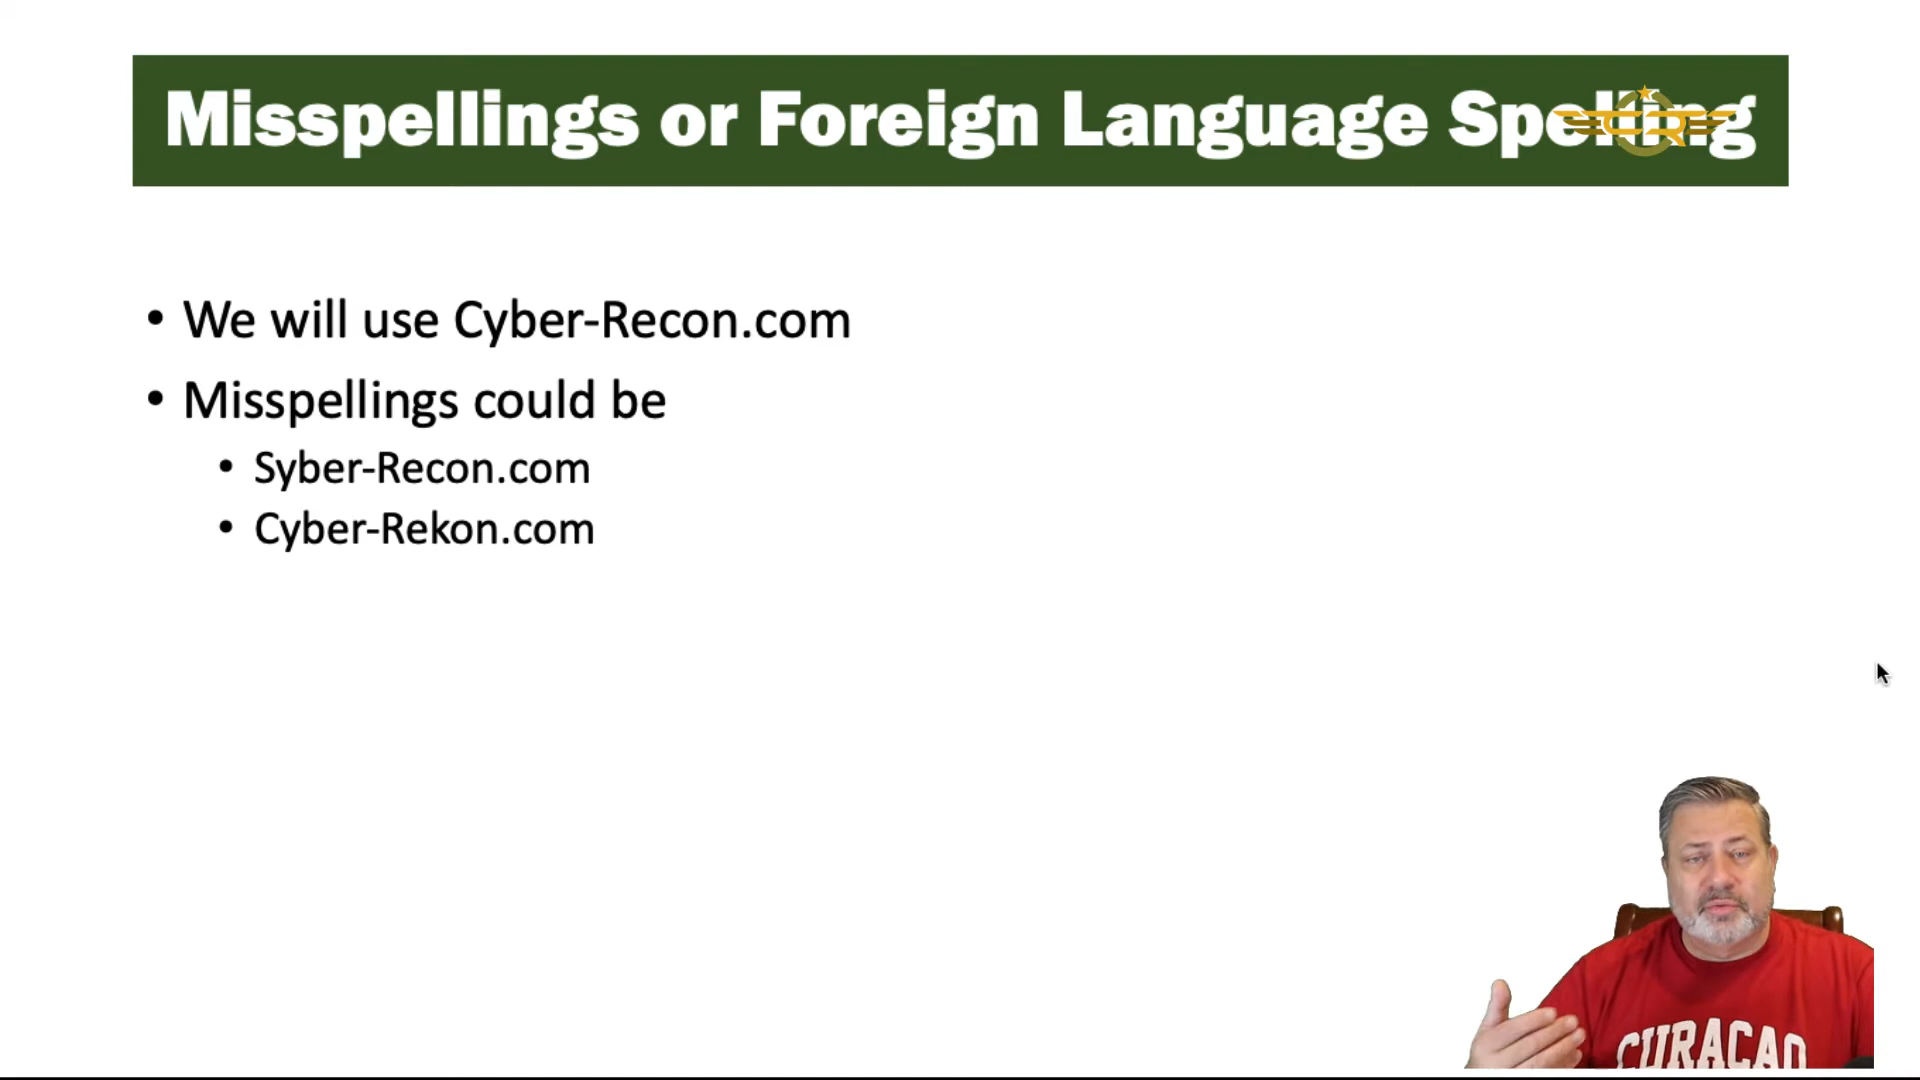 Misspellings or Foreign Language Spelling
CR
• We will use Cyber-Recon.com
• Misspellings could be
• Syber-Recon.com
• Cyber-Rekon.com
CURACAO